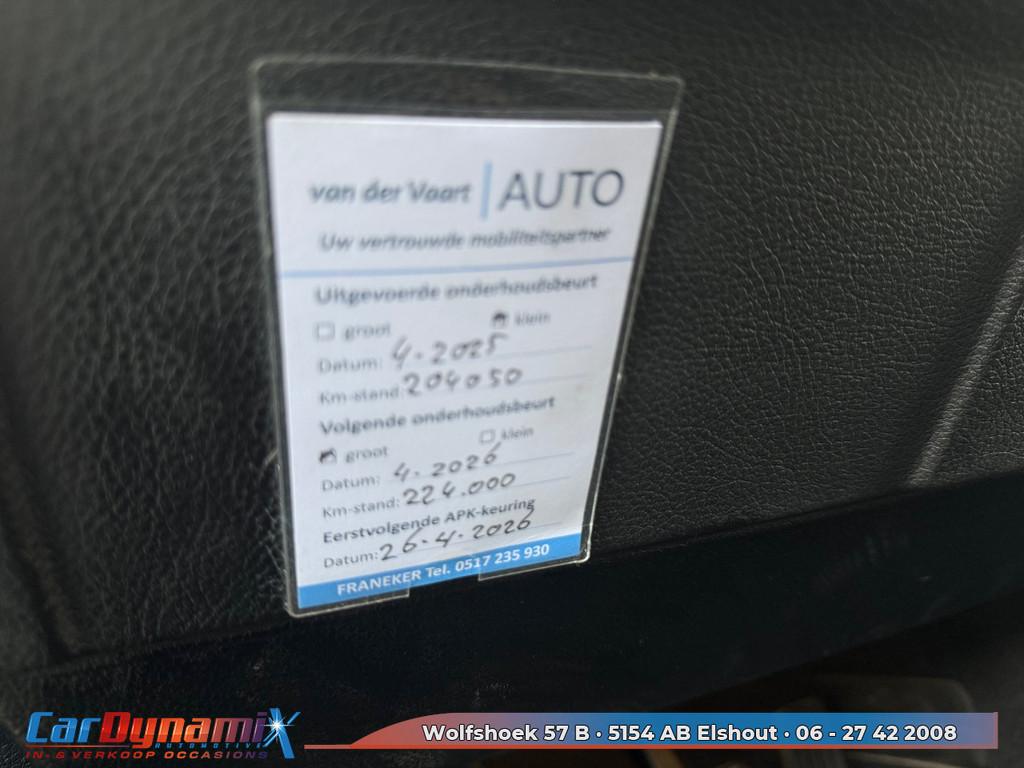 van der Vaart | AUTO
Uw vertrouwde mobiliteitspartner
Uitgevoerde onderhoudsbeurt
groot klein
Datum: 4-2025
Km-stand: 204050
Volgende onderhoudsbeurt
groot klein
Datum: 4-2026
Km-stand: 224.000
Eerstvolgende APK-keuring
Datum: 26-4-2026
FRANEKER Tel. 0517 235 930
CarDynamiX
AUTOMOTIVE
IN- & VERKOOP OCCASIONS
Wolfshoek 57 B • 5154 AB Elshout • 06 - 27 42 2008